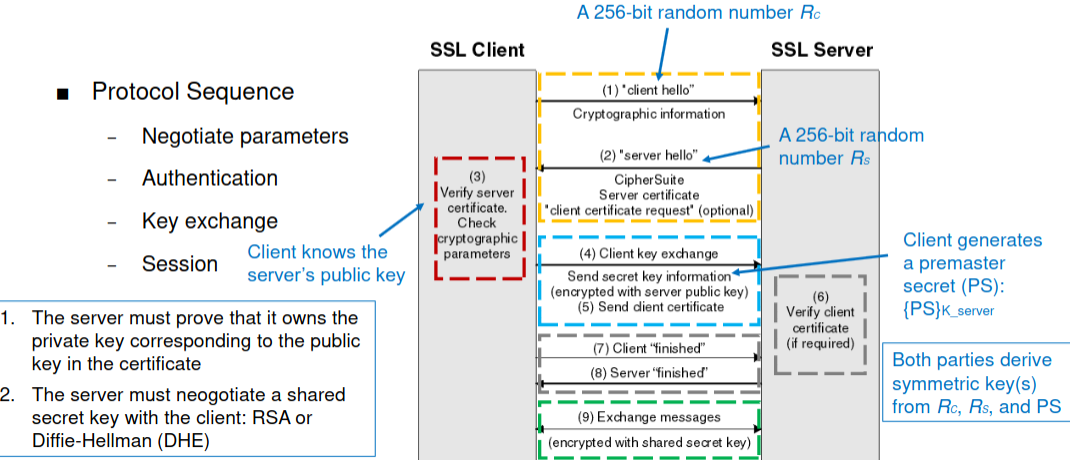 A 256-bit random number Rc
SSL Client
SSL Server
■ Protocol Sequence
– Negotiate parameters
– Authentication
– Key exchange
– Session
(1) "client hello"
Cryptographic information
A 256-bit random
number Rs
(2) "server hello"
CipherSuite
Server certificate
"client certificate request" (optional)
(3)
Verify server
certificate.
Check
cryptographic
parameters
Client knows the
server's public key
(4) Client key exchange
Send secret key information
(encrypted with server public key)
(5) Send client certificate
Client generates
a premaster
secret (PS):
{PS}K_server
(6)
Verify client
certificate
(if required)
1. The server must prove that it owns the
private key corresponding to the public
key in the certificate
2. The server must neogotiate a shared
secret key with the client: RSA or
Diffie-Hellman (DHE)
(7) Client "finished"
(8) Server "finished"
Both parties derive
symmetric key(s)
from Rc, Rs, and PS
(9) Exchange messages
(encrypted with shared secret key)